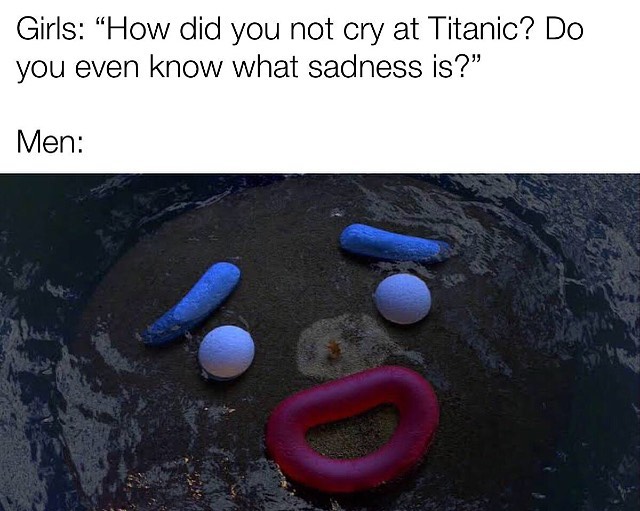 Girls: “How did you not cry at Titanic? Do
you even know what sadness is?”
Men: